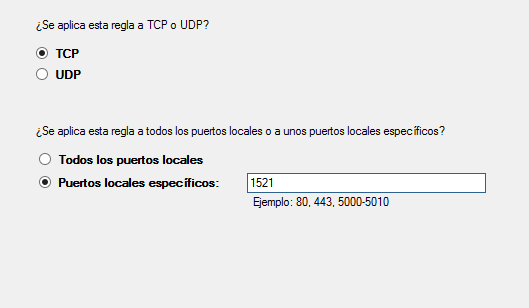 ¿Se aplica esta regla a TCP o UDP?
TCP
UDP
¿Se aplica esta regla a todos los puertos locales o a unos puertos locales específicos?
Todos los puertos locales
Puertos locales específicos: 1521
Ejemplo: 80, 443, 5000-5010